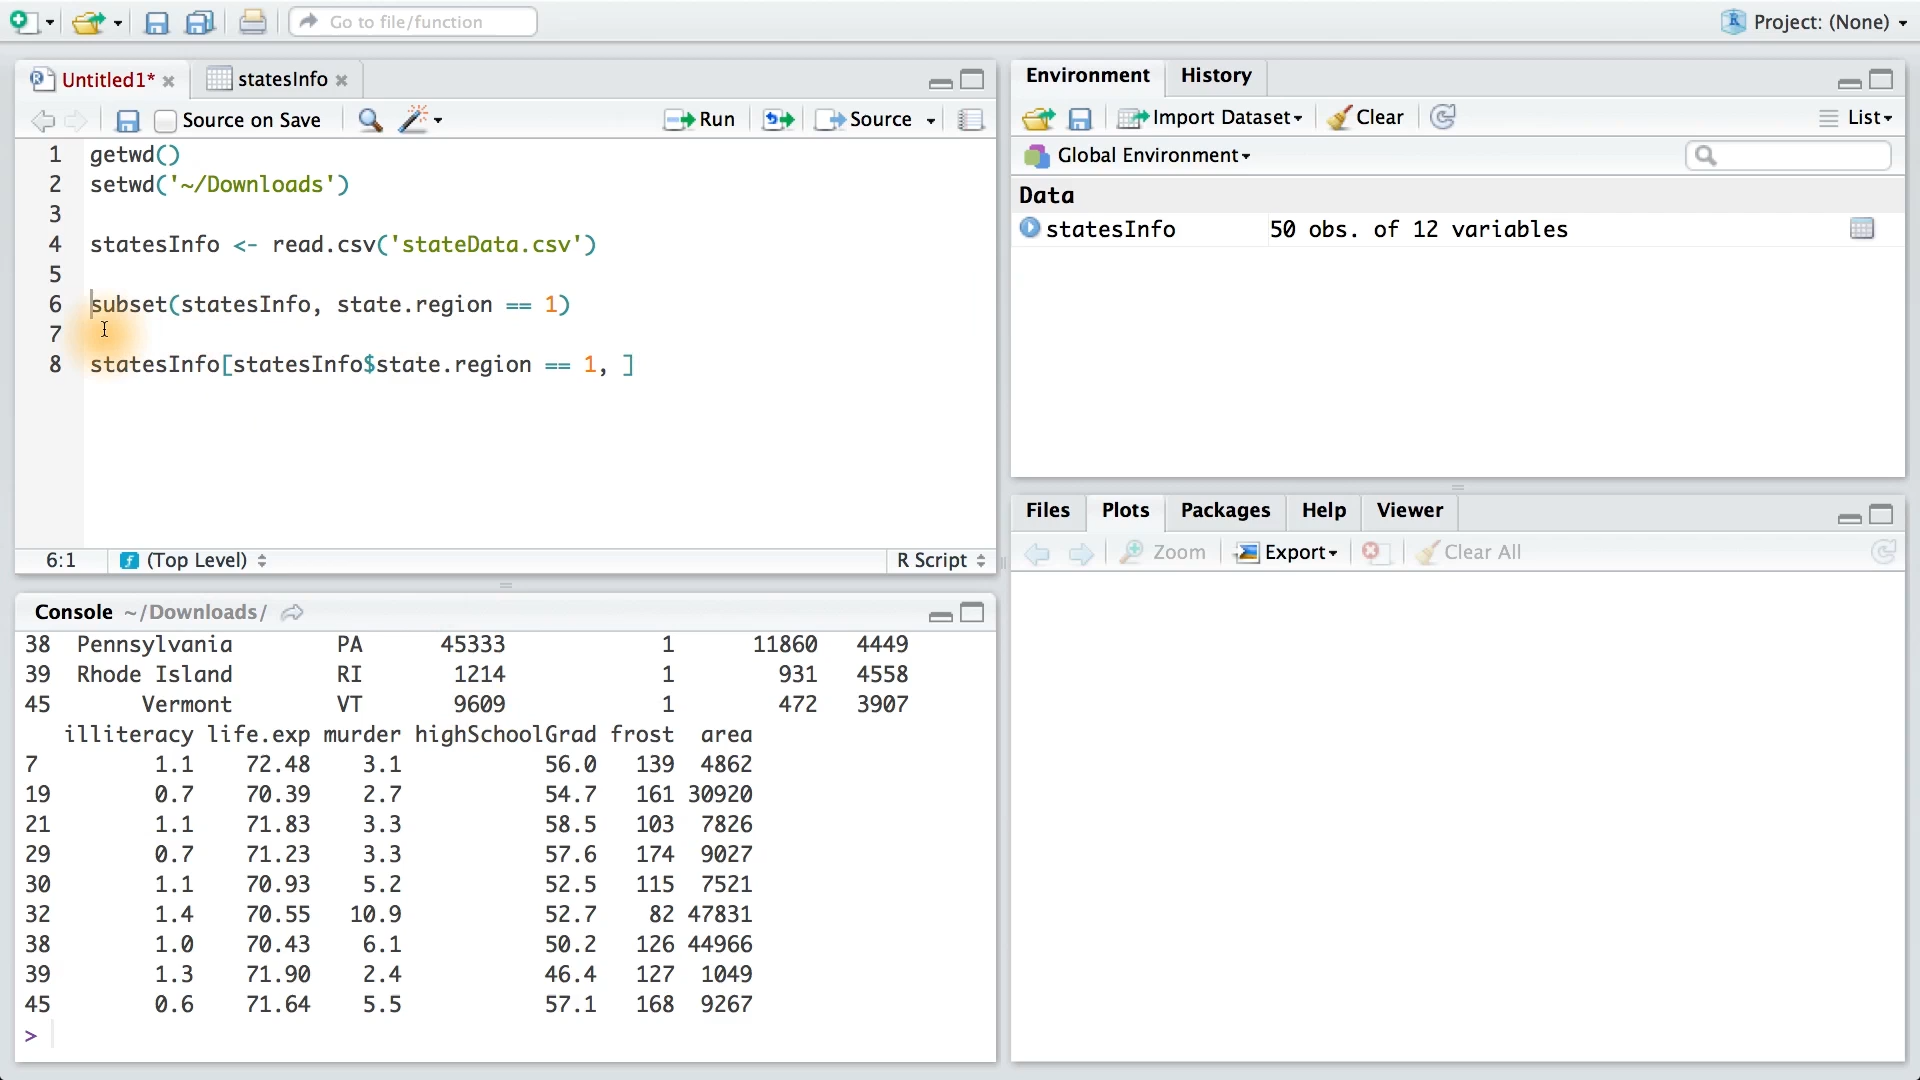 Go to file/function
Project: (None)
Untitled1*
statesInfo
Source on Save
Run
Source
1 getwd()
2 setwd('~/Downloads')
3
4 statesInfo <- read.csv('stateData.csv')
5
6 subset(statesInfo, state.region == 1)
7
8 statesInfo[statesInfo$state.region == 1, ]
6:1 (Top Level) R Script
Console ~/Downloads/
38 Pennsylvania PA 45333 1 11860 4449
39 Rhode Island RI 1214 1 931 4558
45 Vermont VT 9609 1 472 3907
illiteracy life.exp murder highSchoolGrad frost area
7 1.1 72.48 3.1 56.0 139 4862
19 0.7 70.39 2.7 54.7 161 30920
21 1.1 71.83 3.3 58.5 103 7826
29 0.7 71.23 3.3 57.6 174 9027
30 1.1 70.93 5.2 52.5 115 7521
32 1.4 70.55 10.9 52.7 82 47831
38 1.0 70.43 6.1 50.2 126 44966
39 1.3 71.90 2.4 46.4 127 1049
45 0.6 71.64 5.5 57.1 168 9267
>
Environment History
Import Dataset Clear List
Global Environment
Data
statesInfo 50 obs. of 12 variables
Files Plots Packages Help Viewer
Zoom Export Clear All